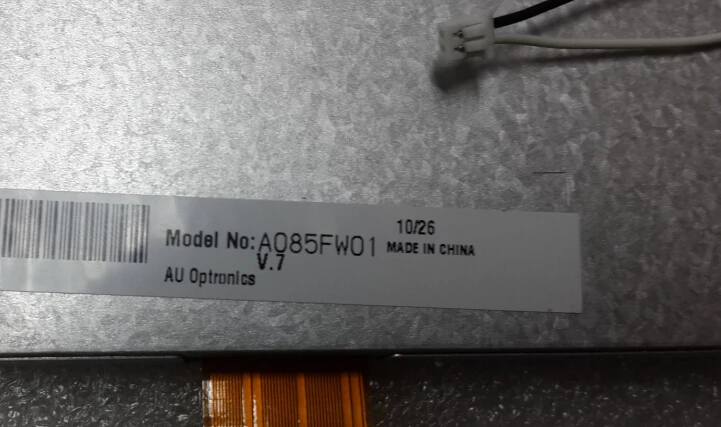 Model No: A085FW01 10/26
V.7 MADE IN CHINA
AU Optronics